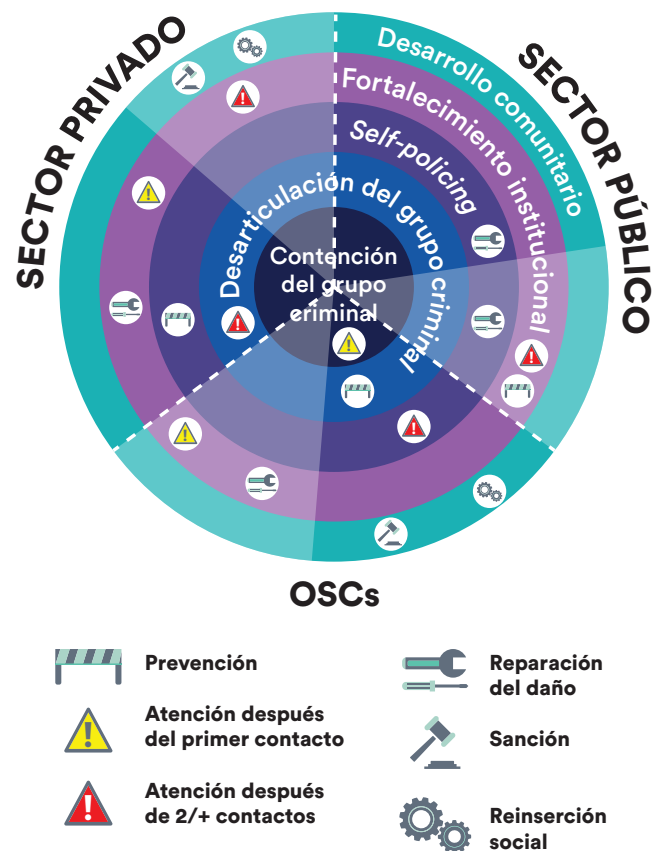 SECTOR PRIVADO
SECTOR PÚBLICO
Desarrollo comunitario
Fortalecimiento institucional
Self-policing
Desarticulación del grupo criminal
Contención
del grupo
criminal
OSCs
Prevención
Atención después
del primer contacto
Atención después
de 2/+ contactos
Reparación
del daño
Sanción
Reinserción
social